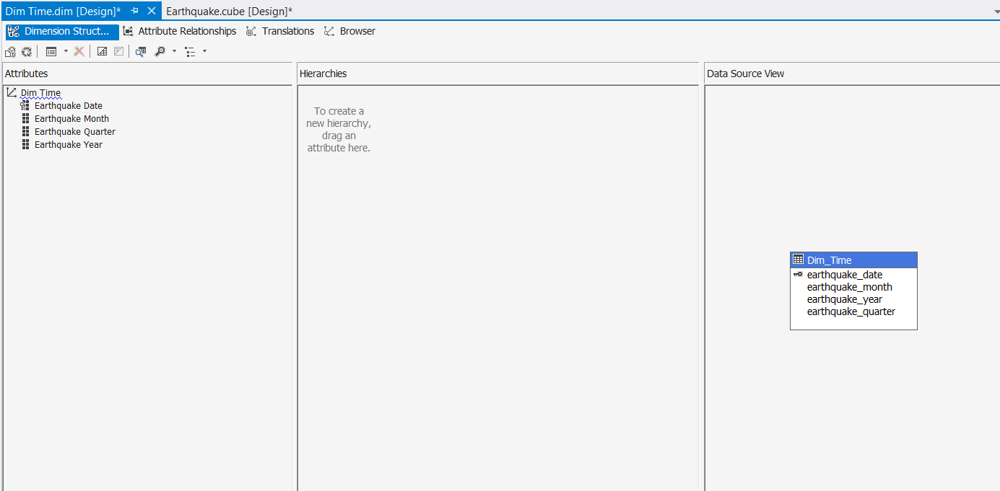 Dim Time.dim [Design]* Earthquake.cube [Design]*
Dimension Struct... Attribute Relationships Translations Browser
Attributes
Dim Time
Earthquake Date
Earthquake Month
Earthquake Quarter
Earthquake Year
Hierarchies
To create a
new hierarchy,
drag an
attribute here.
Data Source View
Dim_Time
earthquake_date
earthquake_month
earthquake_year
earthquake_quarter